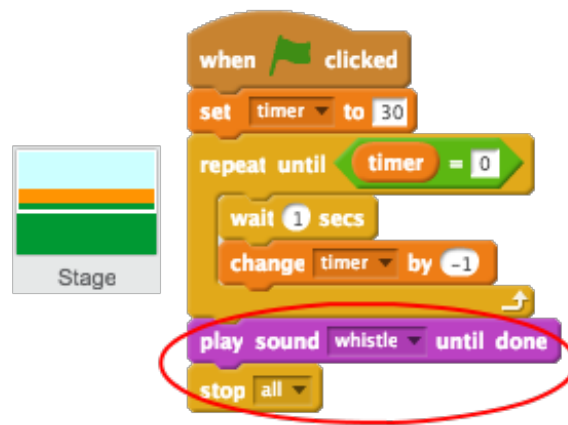 when clicked
set timer to 30
repeat until timer = 0
wait 1 secs
change timer by -1
Stage
play sound whistle until done
stop all